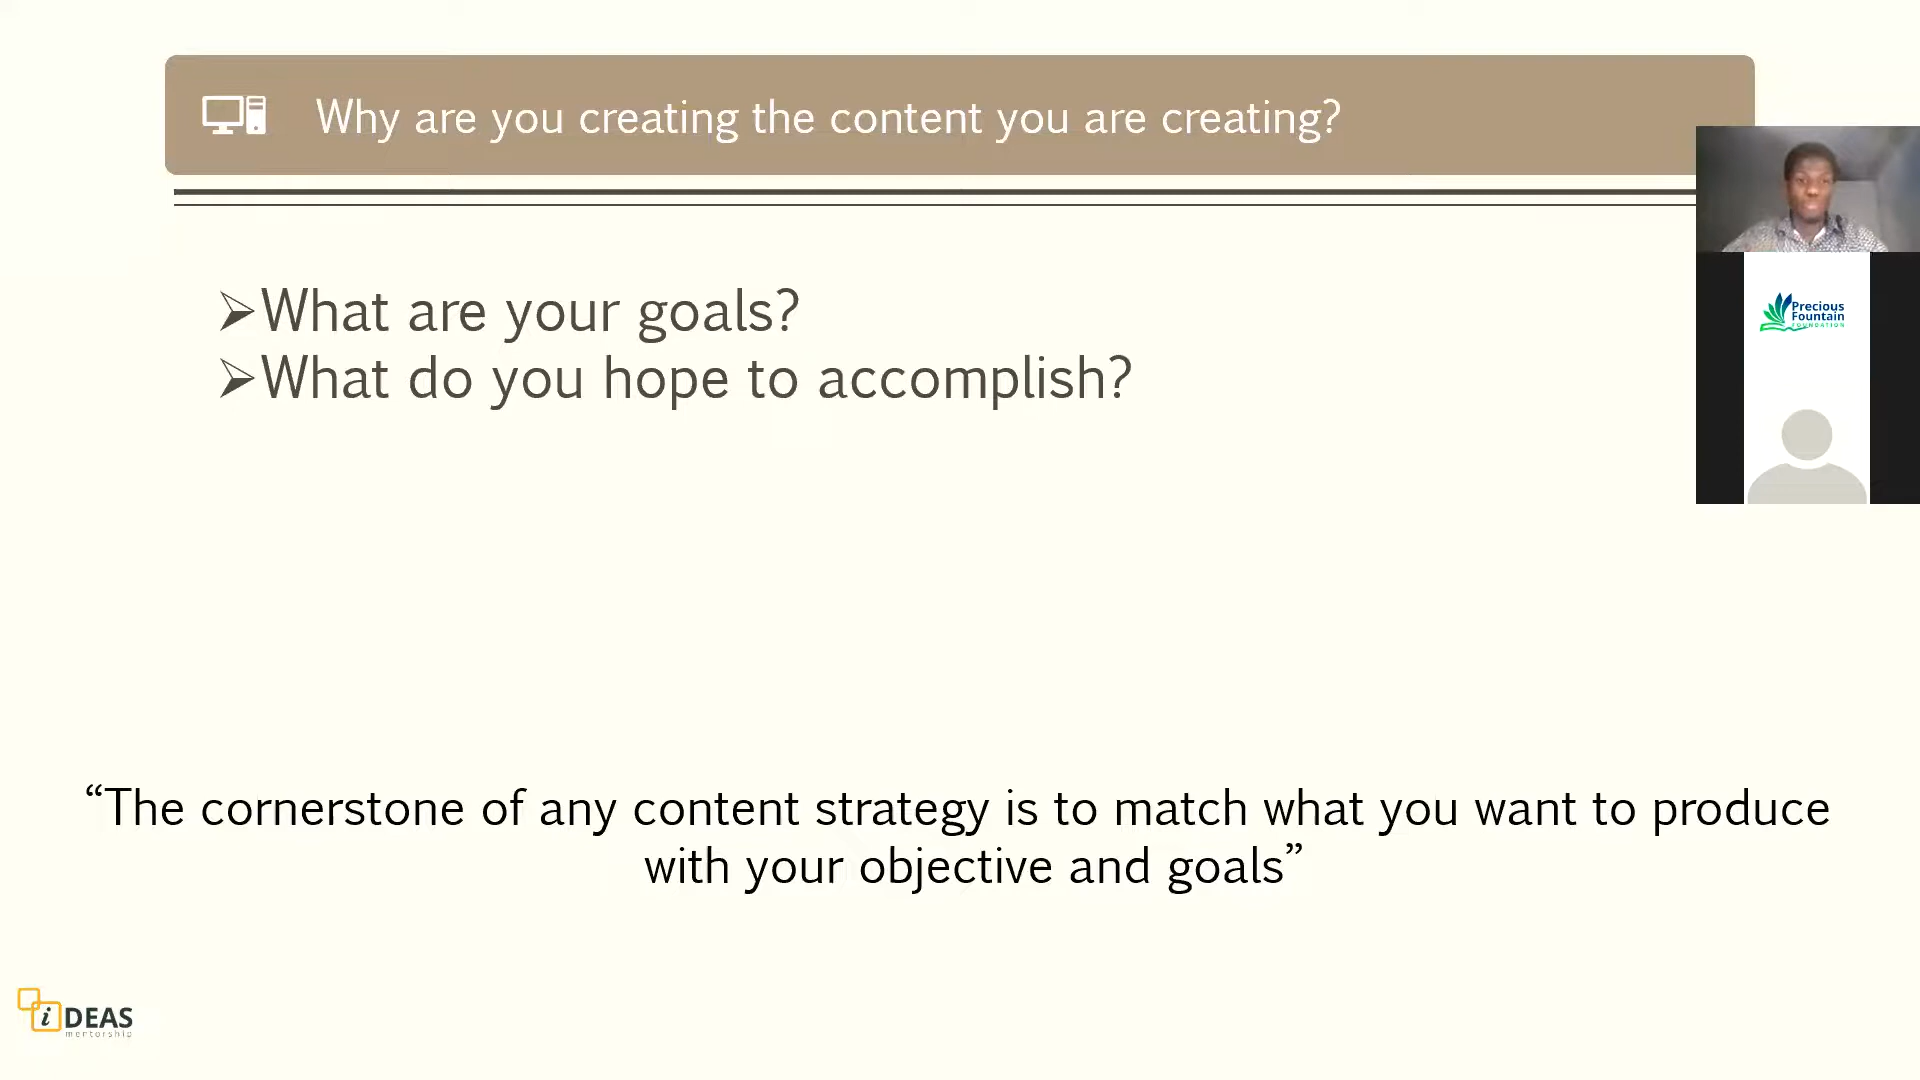 Why are you creating the content you are creating?
What are your goals?
What do you hope to accomplish?
Precious
Fountain
FOUNDATION
“The cornerstone of any content strategy is to match what you want to produce
with your objective and goals”
iDEAS
mentorship